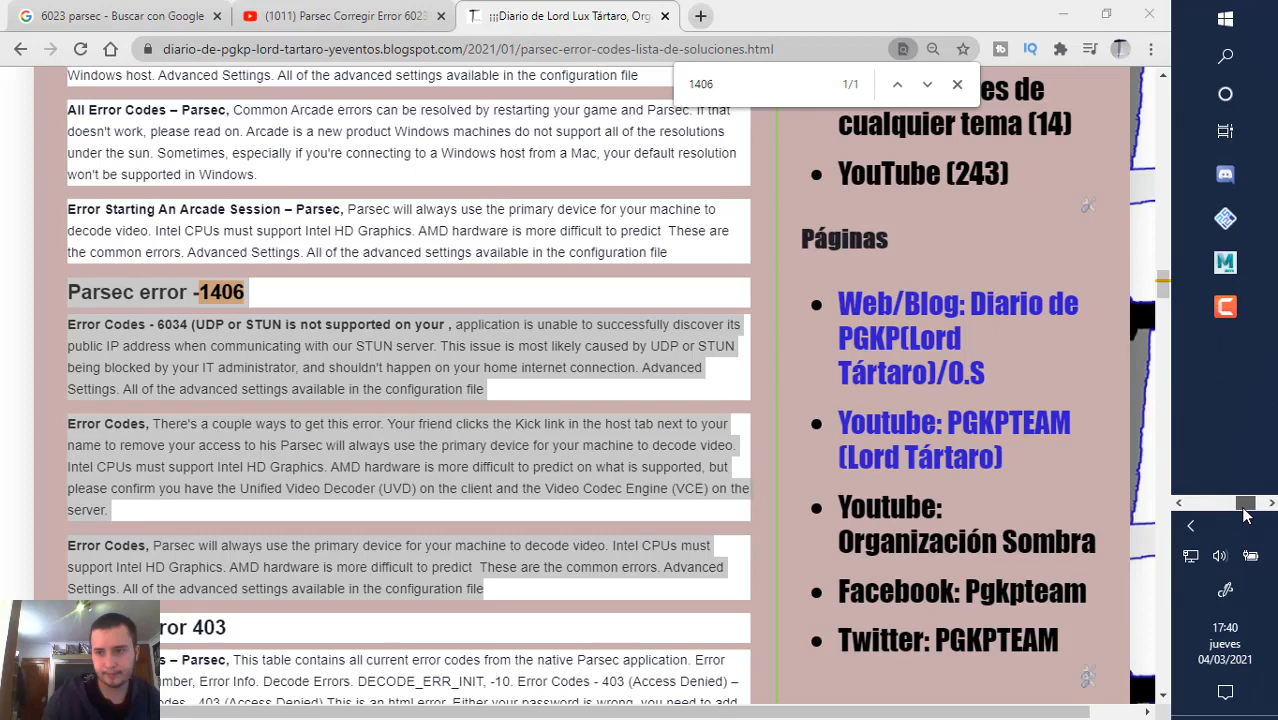 6023 parsec - Buscar con Google
(1011) Parsec Corregir Error 6023
¡¡¡Diario de Lord Lux Tártaro, Org
diario-de-pgkp-lord-tartaro-yeventos.blogspot.com/2021/01/parsec-error-codes-lista-de-soluciones.html
1406
1/1
Windows host. Advanced Settings. All of the advanced settings available in the configuration file
All Error Codes – Parsec, Common Arcade errors can be resolved by restarting your game and Parsec. If that
doesn't work, please read on. Arcade is a new product Windows machines do not support all of the resolutions
under the sun. Sometimes, especially if you're connecting to a Windows host from a Mac, your default resolution
won't be supported in Windows.
Error Starting An Arcade Session – Parsec, Parsec will always use the primary device for your machine to
decode video. Intel CPUs must support Intel HD Graphics. AMD hardware is more difficult to predict These are
the common errors. Advanced Settings. All of the advanced settings available in the configuration file
Parsec error -1406
Error Codes - 6034 (UDP or STUN is not supported on your , application is unable to successfully discover its
public IP address when communicating with our STUN server. This issue is most likely caused by UDP or STUN
being blocked by your IT administrator, and shouldn't happen on your home internet connection. Advanced
Settings. All of the advanced settings available in the configuration file
Error Codes, There's a couple ways to get this error. Your friend clicks the Kick link in the host tab next to your
name to remove your access to his Parsec will always use the primary device for your machine to decode video.
Intel CPUs must support Intel HD Graphics. AMD hardware is more difficult to predict on what is supported, but
please confirm you have the Unified Video Decoder (UVD) on the client and the Video Codec Engine (VCE) on the
server.
Error Codes, Parsec will always use the primary device for your machine to decode video. Intel CPUs must
support Intel HD Graphics. AMD hardware is more difficult to predict These are the common errors. Advanced
Settings. All of the advanced settings available in the configuration file
ror 403
s – Parsec, This table contains all current error codes from the native Parsec application. Error
umber, Error Info. Decode Errors. DECODE_ERR_INIT, -10. Error Codes - 403 (Access Denied) –
es de
cualquier tema (14)
YouTube (243)
Páginas
Web/Blog: Diario de
PGKP(Lord
Tártaro)/O.S
Youtube: PGKPTEAM
(Lord Tártaro)
Youtube:
Organización Sombra
Facebook: Pgkpteam
Twitter: PGKPTEAM
17:40
jueves
04/03/2021